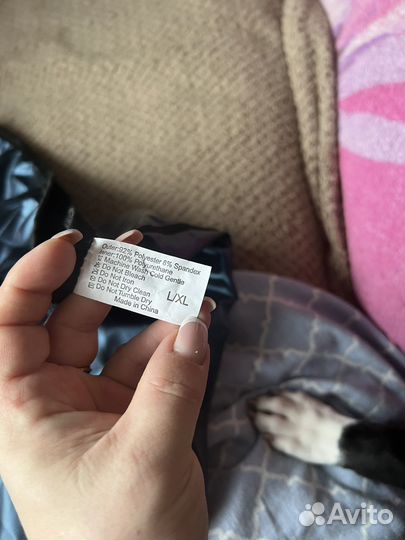 Outer:92% Polyester 8% Spandex
Inner:100% Polyurethane
Machine Wash Cold Gentle
Do Not Bleach
Do Not Iron
Do Not Dry Clean
Do Not Tumble Dry
Made in China
L/XL
Avito